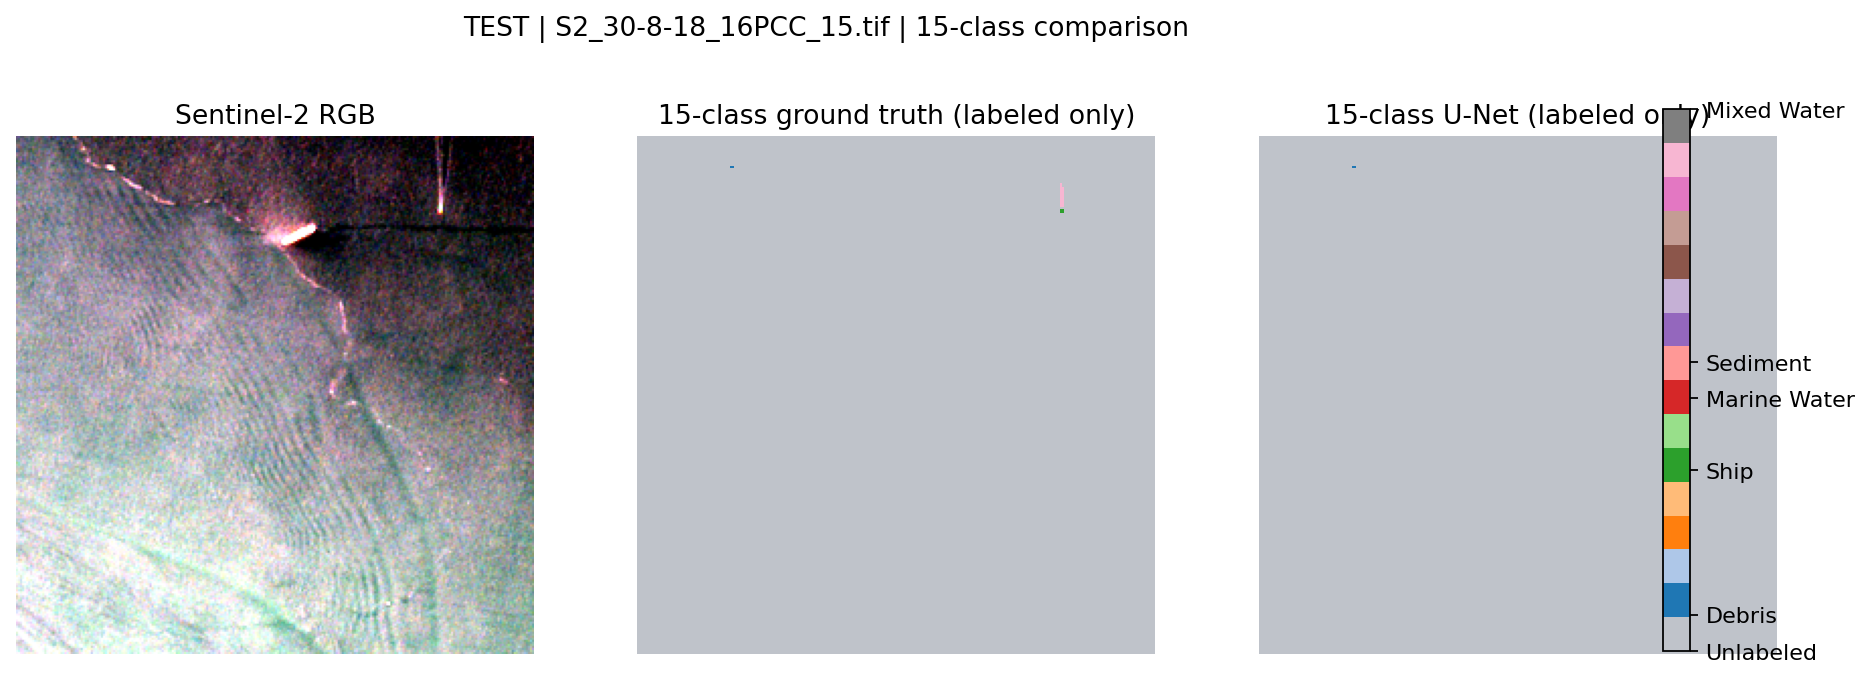 TEST | S2_30-8-18_16PCC_15.tif | 15-class comparison
Sentinel-2 RGB
15-class ground truth (labeled only)
15-class U-Net (labeled only)
Mixed Water
Sediment
Marine Water
Ship
Debris
Unlabeled